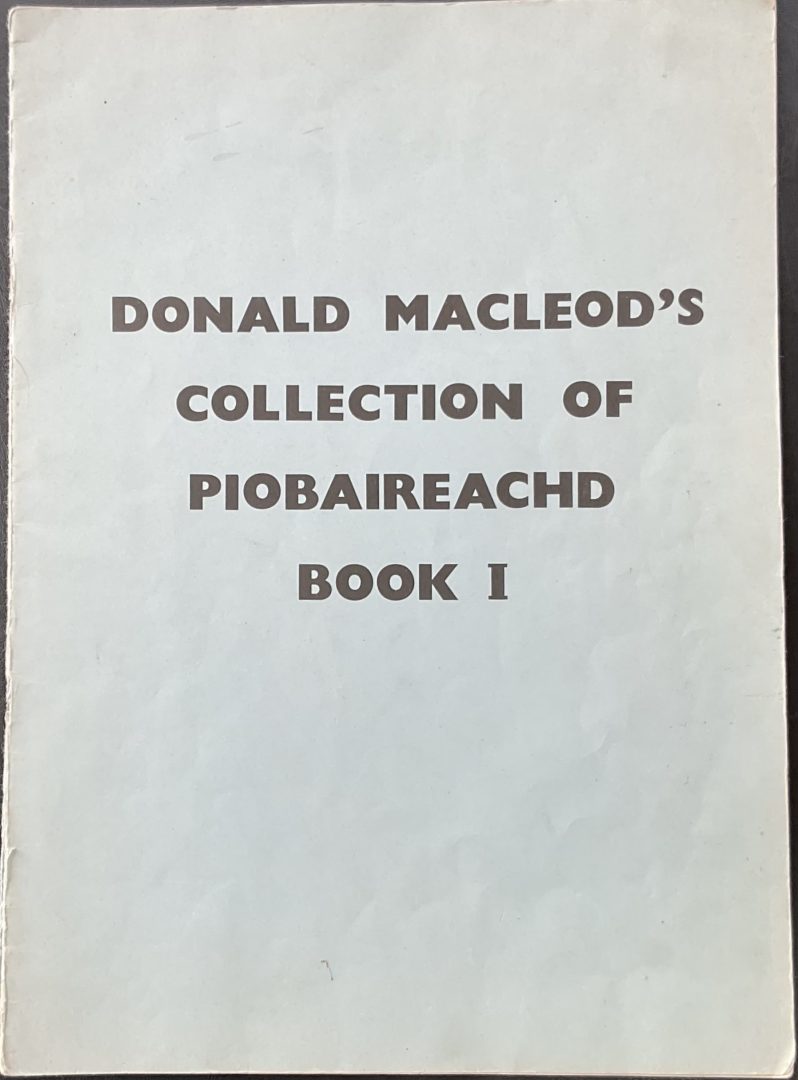 DONALD MACLEOD'S
COLLECTION OF
PIOBAIREACHD
BOOK I